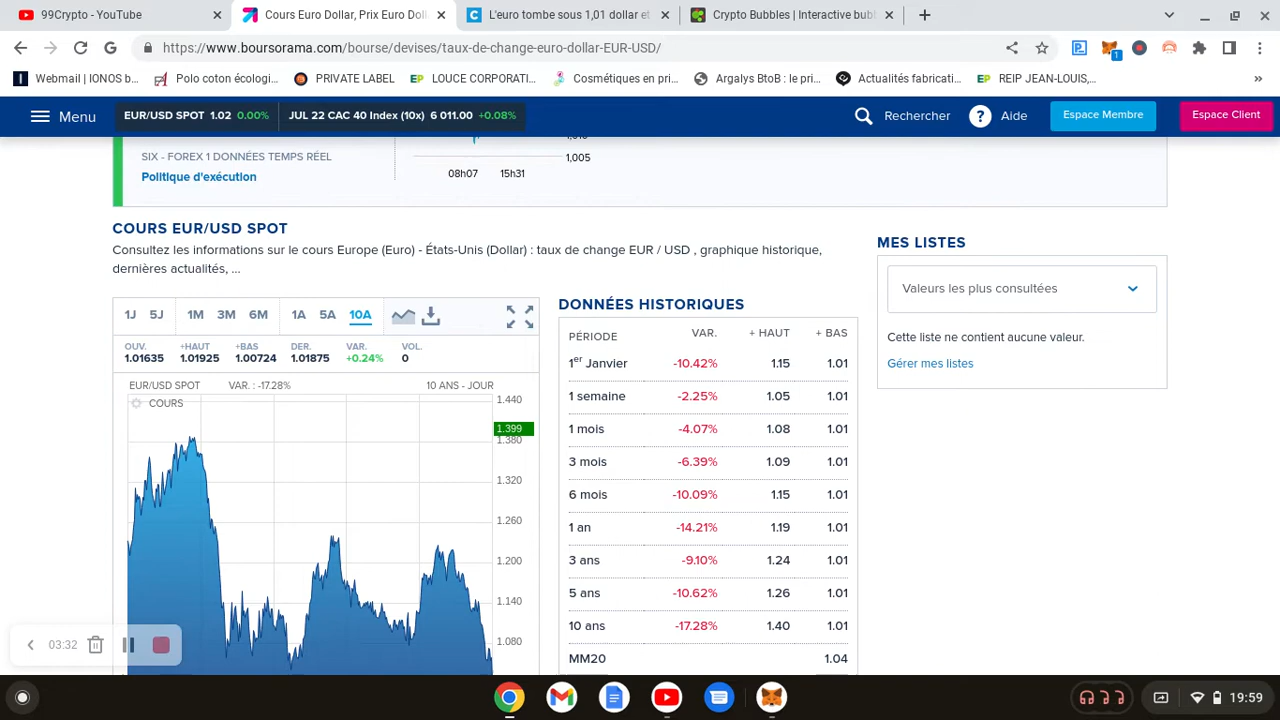 99Crypto - YouTube
Cours Euro Dollar, Prix Euro Doll
L'euro tombe sous 1,01 dollar et
Crypto Bubbles | Interactive bubb
https://www.boursorama.com/bourse/devises/taux-de-change-euro-dollar-EUR-USD/
1
Webmail | IONOS b...
Polo coton écologi...
PRIVATE LABEL
LOUCE CORPORATI...
Cosmétiques en pri...
Argalys BtoB : le pri...
Actualités fabricati...
REIP JEAN-LOUIS,...
Menu
EUR/USD SPOT 1.02 0.00%
JUL 22 CAC 40 Index (10x) 6 011.00 +0.08%
Rechercher
Aide
Espace Membre
Espace Client
SIX - FOREX 1 DONNÉES TEMPS RÉEL
Politique d'exécution
1,005
08h07 15h31
COURS EUR/USD SPOT
Consultez les informations sur le cours Europe (Euro) - États-Unis (Dollar) : taux de change EUR / USD , graphique historique,
dernières actualités, ...
MES LISTES
Valeurs les plus consultées
Cette liste ne contient aucune valeur.
Gérer mes listes
1J 5J 1M 3M 6M 1A 5A 10A
OUV. +HAUT +BAS DER. VAR. VOL.
1.01635 1.01925 1.00724 1.01875 +0.24% 0
EUR/USD SPOT VAR. : -17.28% 10 ANS - JOUR
COURS
1.440
1.399
1.380
1.320
1.260
1.200
1.140
1.080
DONNÉES HISTORIQUES
PÉRIODE VAR. + HAUT + BAS
1er Janvier -10.42% 1.15 1.01
1 semaine -2.25% 1.05 1.01
1 mois -4.07% 1.08 1.01
3 mois -6.39% 1.09 1.01
6 mois -10.09% 1.15 1.01
1 an -14.21% 1.19 1.01
3 ans -9.10% 1.24 1.01
5 ans -10.62% 1.26 1.01
10 ans -17.28% 1.40 1.01
MM20 1.04
03:32
19:59